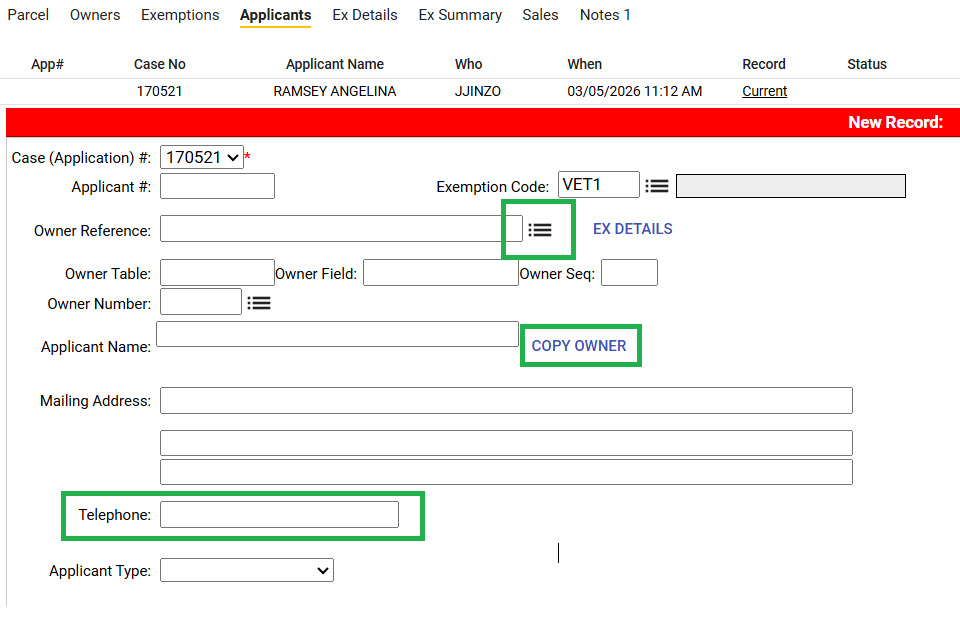 Parcel Owners Exemptions Applicants Ex Details Ex Summary Sales Notes 1
App# Case No Applicant Name Who When Record Status
170521 RAMSEY ANGELINA JJINZO 03/05/2026 11:12 AM Current
New Record:
Case (Application) #: 170521 *
Applicant #: Exemption Code: VET1
Owner Reference: EX DETAILS
Owner Table: Owner Field: Owner Seq:
Owner Number:
Applicant Name: COPY OWNER
Mailing Address:
Telephone:
Applicant Type: